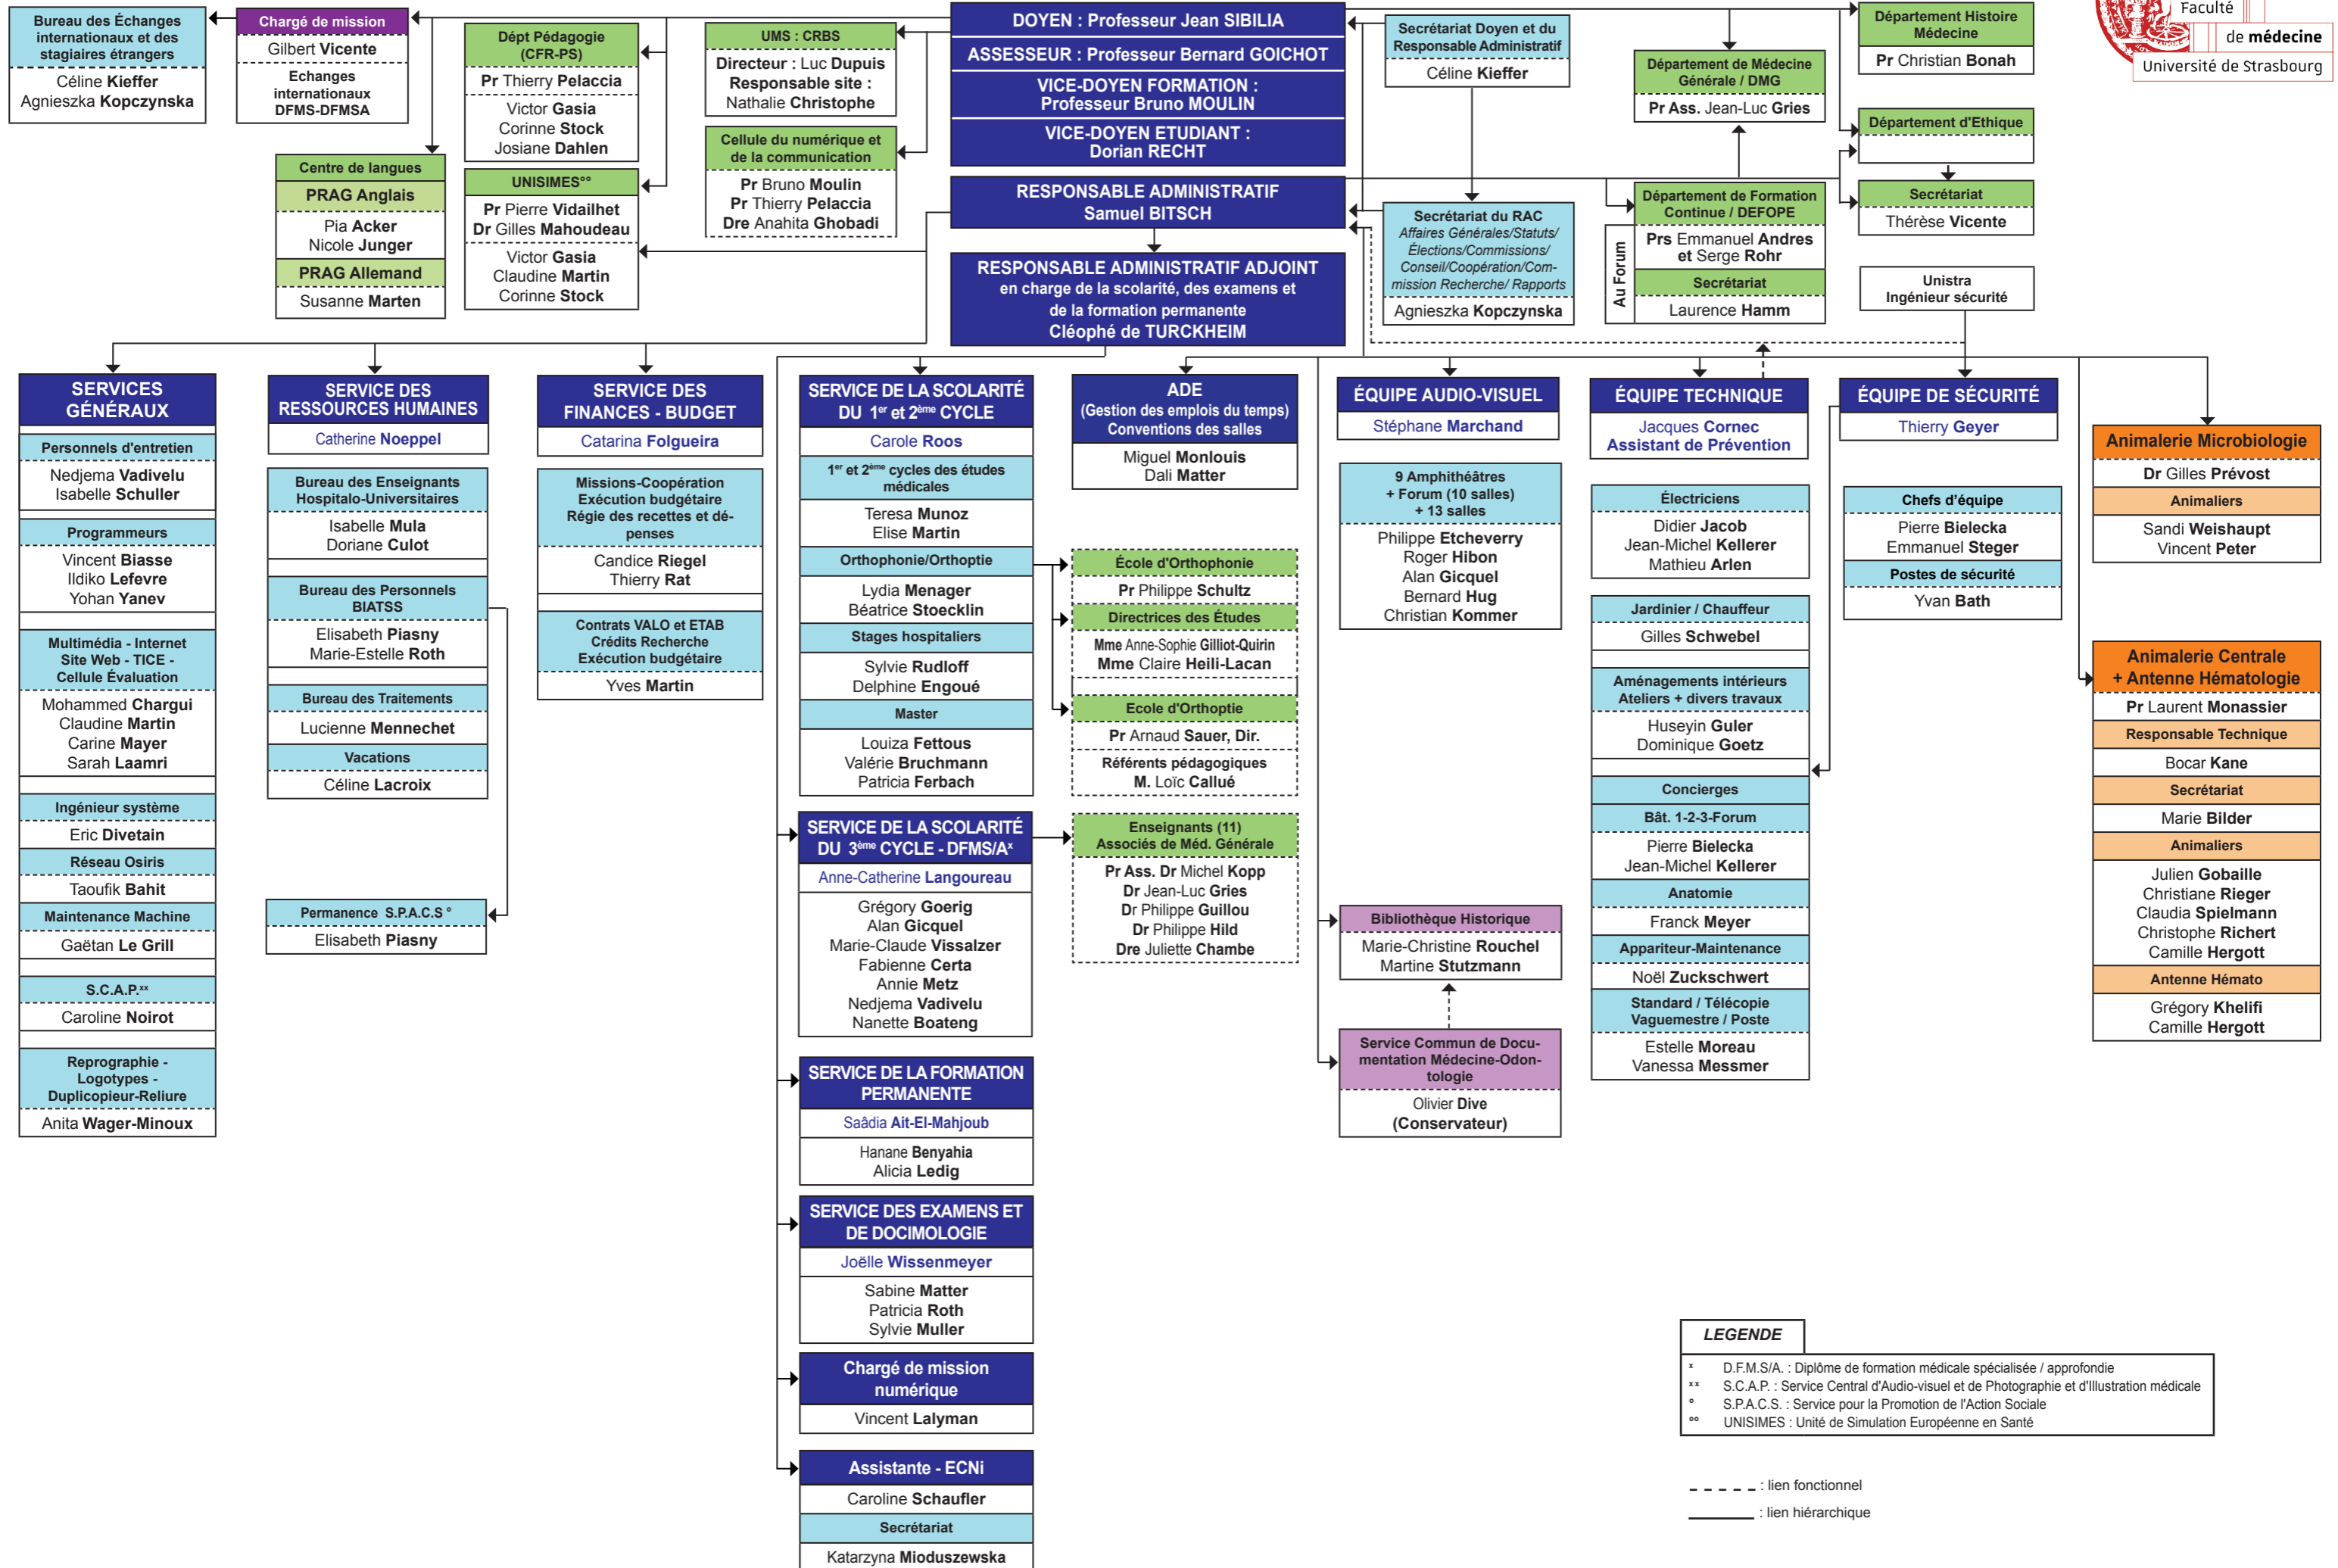 Bureau des Échanges
internationaux et des
stagiaires étrangers
Céline Kieffer
Agnieszka Kopczynska
Chargé de mission
Gilbert Vicente
Echanges
internationaux
DFMS-DFMSA
Centre de langues
PRAG Anglais
Pia Acker
Nicole Junger
PRAG Allemand
Susanne Marten
Dépt Pédagogie
(CFR-PS)
Pr Thierry Pelaccia
Victor Gasia
Corinne Stock
Josiane Dahlen
UNISIMES°°
Pr Pierre Vidailhet
Dr Gilles Mahoudeau
Victor Gasia
Claudine Martin
Corinne Stock
UMS : CRBS
Directeur : Luc Dupuis
Responsable site :
Nathalie Christophe
Cellule du numérique et
de la communication
Pr Bruno Moulin
Pr Thierry Pelaccia
Dre Anahita Ghobadi
DOYEN : Professeur Jean SIBILIA
ASSESSEUR : Professeur Bernard GOICHOT
VICE-DOYEN FORMATION :
Professeur Bruno MOULIN
VICE-DOYEN ETUDIANT :
Dorian RECHT
RESPONSABLE ADMINISTRATIF
Samuel BITSCH
RESPONSABLE ADMINISTRATIF ADJOINT
en charge de la scolarité, des examens et
de la formation permanente
Cléophé de TURCKHEIM
Secrétariat Doyen et du
Responsable Administratif
Céline Kieffer
Secrétariat du RAC
Affaires Générales/Statuts/
Élections/Commissions/
Conseil/Coopération/Com-
mission Recherche/ Rapports
Agnieszka Kopczynska
Département de Médecine
Générale / DMG
Pr Ass. Jean-Luc Gries
Au Forum
Département de Formation
Continue / DEFOPE
Prs Emmanuel Andres
et Serge Rohr
Secrétariat
Laurence Hamm
Département Histoire
Médecine
Pr Christian Bonah
Département d'Ethique
Secrétariat
Thérèse Vicente
Unistra
Ingénieur sécurité
Faculté
de médecine
Université de Strasbourg
SERVICES
GÉNÉRAUX
Personnels d'entretien
Nedjema Vadivelu
Isabelle Schuller
Programmeurs
Vincent Biasse
Ildiko Lefevre
Yohan Yanev
Multimédia - Internet
Site Web - TICE -
Cellule Évaluation
Mohammed Chargui
Claudine Martin
Carine Mayer
Sarah Laamri
Ingénieur système
Eric Divetain
Réseau Osiris
Taoufik Bahit
Maintenance Machine
Gaëtan Le Grill
S.C.A.P.xx
Caroline Noirot
Reprographie -
Logotypes -
Duplicopieur-Reliure
Anita Wager-Minoux
SERVICE DES
RESSOURCES HUMAINES
Catherine Noeppel
Bureau des Enseignants
Hospitalo-Universitaires
Isabelle Mula
Doriane Culot
Bureau des Personnels
BIATSS
Elisabeth Piasny
Marie-Estelle Roth
Bureau des Traitements
Lucienne Mennechet
Vacations
Céline Lacroix
Permanence S.P.A.C.S °
Elisabeth Piasny
SERVICE DES
FINANCES - BUDGET
Catarina Folgueira
Missions-Coopération
Exécution budgétaire
Régie des recettes et dé-
penses
Candice Riegel
Thierry Rat
Contrats VALO et ETAB
Crédits Recherche
Exécution budgétaire
Yves Martin
SERVICE DE LA SCOLARITÉ
DU 1er et 2ème CYCLE
Carole Roos
1er et 2ème cycles des études
médicales
Teresa Munoz
Elise Martin
Orthophonie/Orthoptie
Lydia Menager
Béatrice Stoecklin
Stages hospitaliers
Sylvie Rudloff
Delphine Engoué
Master
Louiza Fettous
Valérie Bruchmann
Patricia Ferbach
SERVICE DE LA SCOLARITÉ
DU 3ème CYCLE - DFMS/Ax
Anne-Catherine Langoureau
Grégory Goerig
Alan Gicquel
Marie-Claude Vissalzer
Fabienne Certa
Annie Metz
Nedjema Vadivelu
Nanette Boateng
SERVICE DE LA FORMATION
PERMANENTE
Saâdia Ait-El-Mahjoub
Hanane Benyahia
Alicia Ledig
SERVICE DES EXAMENS ET
DE DOCIMOLOGIE
Joëlle Wissenmeyer
Sabine Matter
Patricia Roth
Sylvie Muller
Chargé de mission
numérique
Vincent Lalyman
Assistante - ECNi
Caroline Schaufler
Secrétariat
Katarzyna Mioduszewska
ADE
(Gestion des emplois du temps)
Conventions des salles
Miguel Monlouis
Dali Matter
École d'Orthophonie
Pr Philippe Schultz
Directrices des Études
Mme Anne-Sophie Gilliot-Quirin
Mme Claire Heili-Lacan
Ecole d'Orthoptie
Pr Arnaud Sauer, Dir.
Référents pédagogiques
M. Loïc Callué
Enseignants (11)
Associés de Méd. Générale
Pr Ass. Dr Michel Kopp
Dr Jean-Luc Gries
Dr Philippe Guillou
Dr Philippe Hild
Dre Juliette Chambe
ÉQUIPE AUDIO-VISUEL
Stéphane Marchand
9 Amphithéâtres
+ Forum (10 salles)
+ 13 salles
Philippe Etcheverry
Roger Hibon
Alan Gicquel
Bernard Hug
Christian Kommer
Bibliothèque Historique
Marie-Christine Rouchel
Martine Stutzmann
Service Commun de Docu-
mentation Médecine-Odon-
tologie
Olivier Dive
(Conservateur)
ÉQUIPE TECHNIQUE
Jacques Cornec
Assistant de Prévention
Électriciens
Didier Jacob
Jean-Michel Kellerer
Mathieu Arlen
Jardinier / Chauffeur
Gilles Schwebel
Aménagements intérieurs
Ateliers + divers travaux
Huseyin Guler
Dominique Goetz
Concierges
Bât. 1-2-3-Forum
Pierre Bielecka
Jean-Michel Kellerer
Anatomie
Franck Meyer
Appariteur-Maintenance
Noël Zuckschwert
Standard / Télécopie
Vaguemestre / Poste
Estelle Moreau
Vanessa Messmer
ÉQUIPE DE SÉCURITÉ
Thierry Geyer
Chefs d'équipe
Pierre Bielecka
Emmanuel Steger
Postes de sécurité
Yvan Bath
Animalerie Microbiologie
Dr Gilles Prévost
Animaliers
Sandi Weishaupt
Vincent Peter
Animalerie Centrale
+ Antenne Hématologie
Pr Laurent Monassier
Responsable Technique
Bocar Kane
Secrétariat
Marie Bilder
Animaliers
Julien Gobaille
Christiane Rieger
Claudia Spielmann
Christophe Richert
Camille Hergott
Antenne Hémato
Grégory Khelifi
Camille Hergott
LEGENDE
x D.F.M.S/A. : Diplôme de formation médicale spécialisée / approfondie
xx S.C.A.P. : Service Central d'Audio-visuel et de Photographie et d'Illustration médicale
° S.P.A.C.S. : Service pour la Promotion de l'Action Sociale
°° UNISIMES : Unité de Simulation Européenne en Santé
: lien fonctionnel
: lien hiérarchique